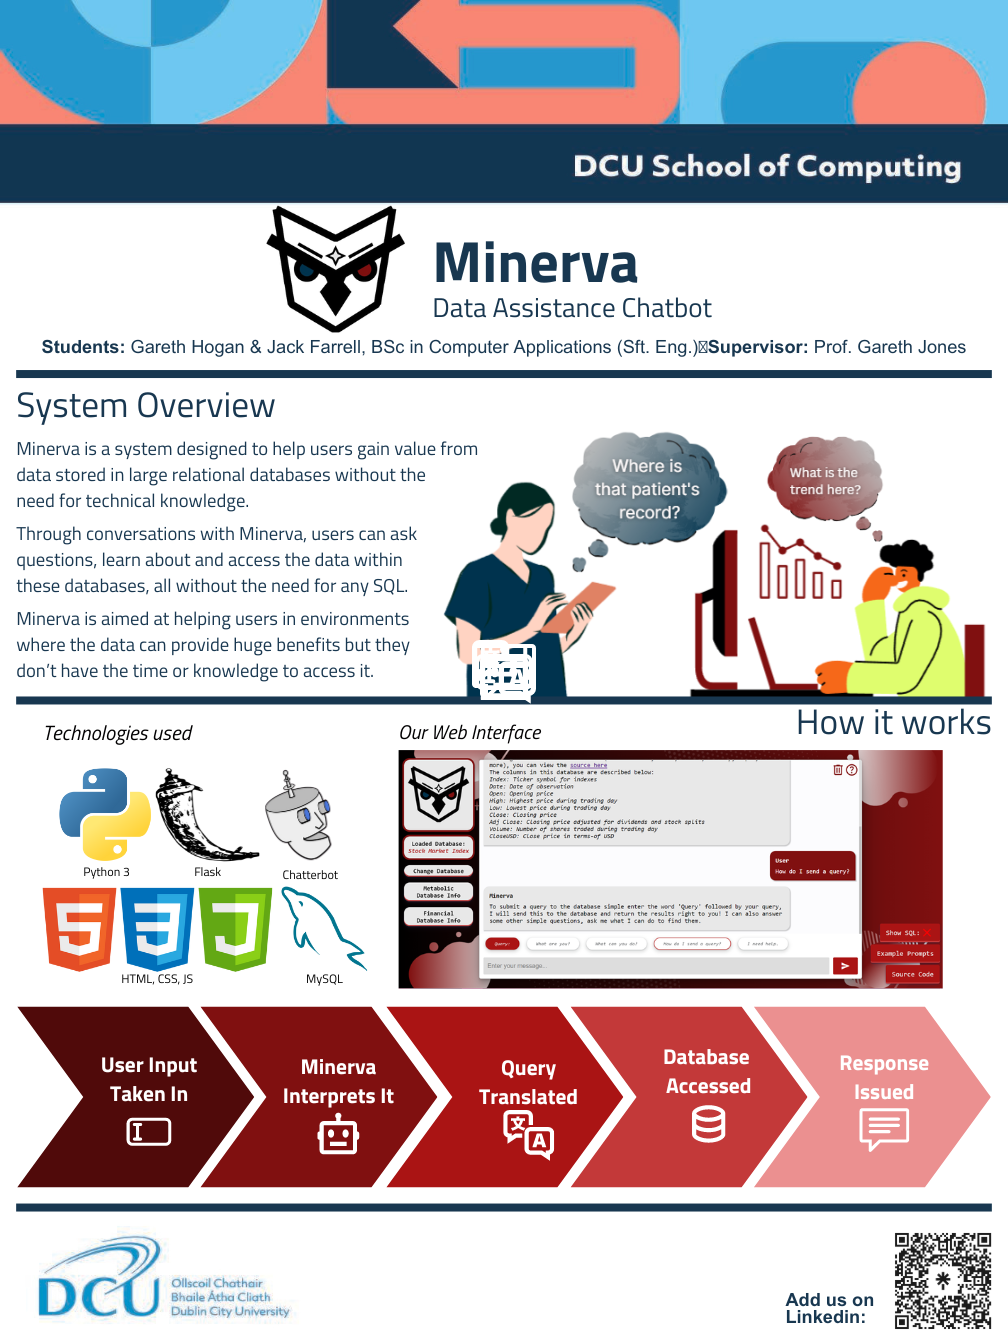 DCU School of Computing
Minerva
Data Assistance Chatbot
Students: Gareth Hogan & Jack Farrell, BSc in Computer Applications (Sft. Eng.) Supervisor: Prof. Gareth Jones
System Overview
Minerva is a system designed to help users gain value from
data stored in large relational databases without the
need for technical knowledge.
Through conversations with Minerva, users can ask
questions, learn about and access the data within
these databases, all without the need for any SQL.
Minerva is aimed at helping users in environments
where the data can provide huge benefits but they
don't have the time or knowledge to access it.
Where is
that patient's
record?
What is the
trend here?
How it works
Technologies used
Python 3
Flask
Chatterbot
HTML, CSS, JS
MySQL
Our Web Interface
Loaded Database:
Stock Market Index
Change Database
Metabolic
Database Info
Financial
Database Info
more), you can view the source here
The columns in this database are described below:
Index: Ticker symbol for indexes
Date: Date of observation
Open: Opening price
High: Highest price during trading day
Low: Lowest price during trading day
Close: Closing price
Adj Close: Closing price adjusted for dividends and stock splits
Volume: Number of shares traded during trading day
CloseUSD: Close price in terms of USD
User
How do I send a query?
Minerva
To submit a query to the database simple enter the word 'Query' followed by your query,
I will send this to the database and return the results right to you! I can also answer
some other simple questions, ask me what I can do to find them.
Query:
What are you?
What can you do?
How do I send a query?
I need help..
Enter your message...
Show SQL:
Example Prompts
Source Code
User Input
Taken In
Minerva
Interprets It
Query
Translated
Database
Accessed
Response
Issued
DCU
Ollscoil Chathair
Bhaile Átha Cliath
Dublin City University
Add us on
Linkedin: